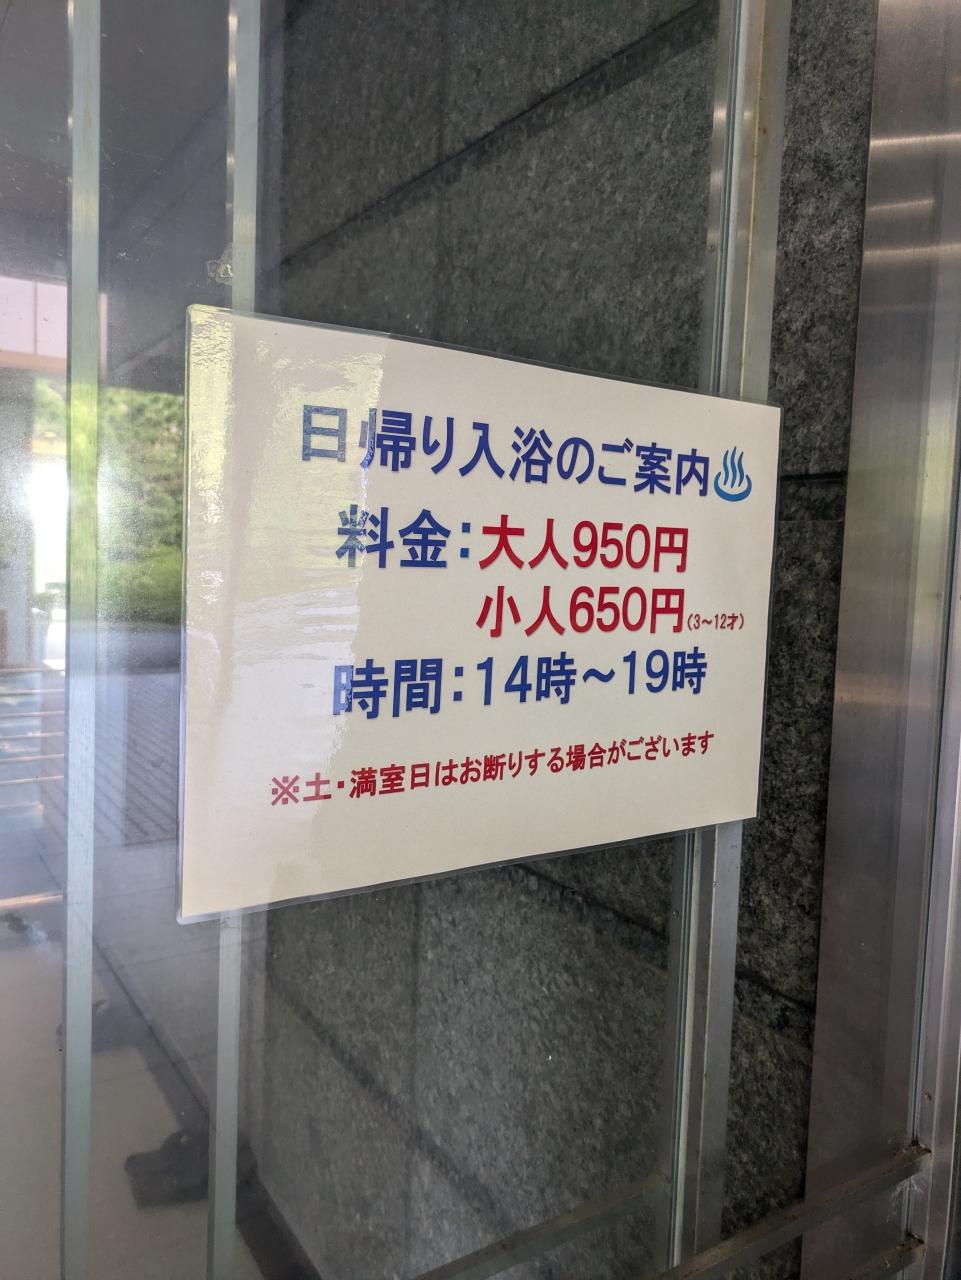 日帰り入浴のご案内♨
料金：大人950円
小人650円（3～12才）
時間：14時～19時
※土・満室日はお断りする場合がございます